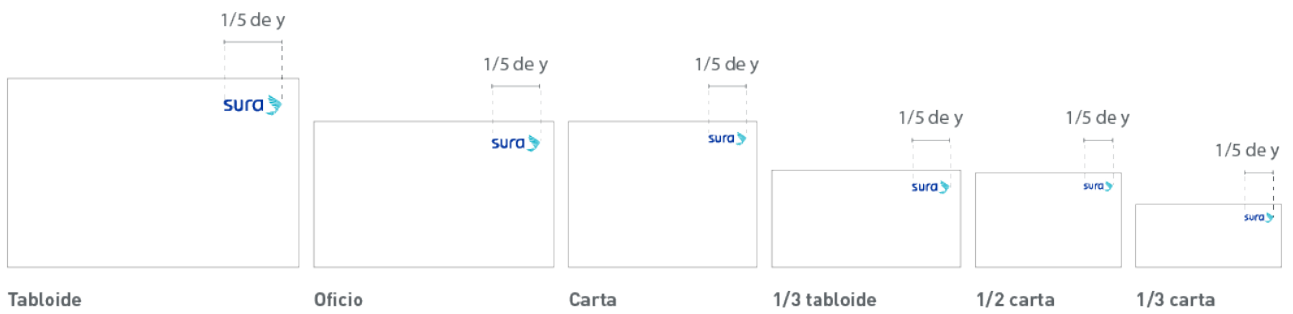 1/5 de y
1/5 de y
1/5 de y
1/5 de y
1/5 de y
1/5 de y
sura
sura
sura
sura
sura
sura
Tabloide
Oficio
Carta
1/3 tabloide
1/2 carta
1/3 carta